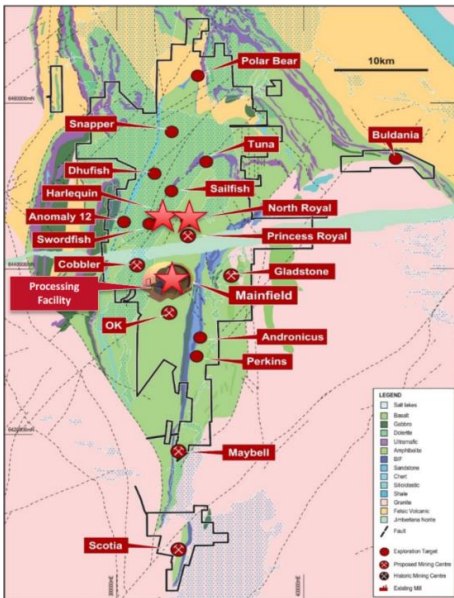 Polar Bear
10km
Snapper
Tuna
Buldania
Dhufish
Sailfish
Harlequin
North Royal
Anomaly 12
Swordfish
Princess Royal
Cobbler
Gladstone
Processing
Facility
Mainfield
OK
Andronicus
Perkins
Maybell
Scotia
LEGEND
Salt lakes
Basalt
Gabbro
Dolerite
Ultramafic
Amphibolite
BIF
Sandstone
Chert
Siliciclastic
Shale
Granite
Felsic Volcanic
Jimberlana Norite
Fault
Exploration Target
Proposed Mining Centre
Historic Mining Centre
Existing Mill